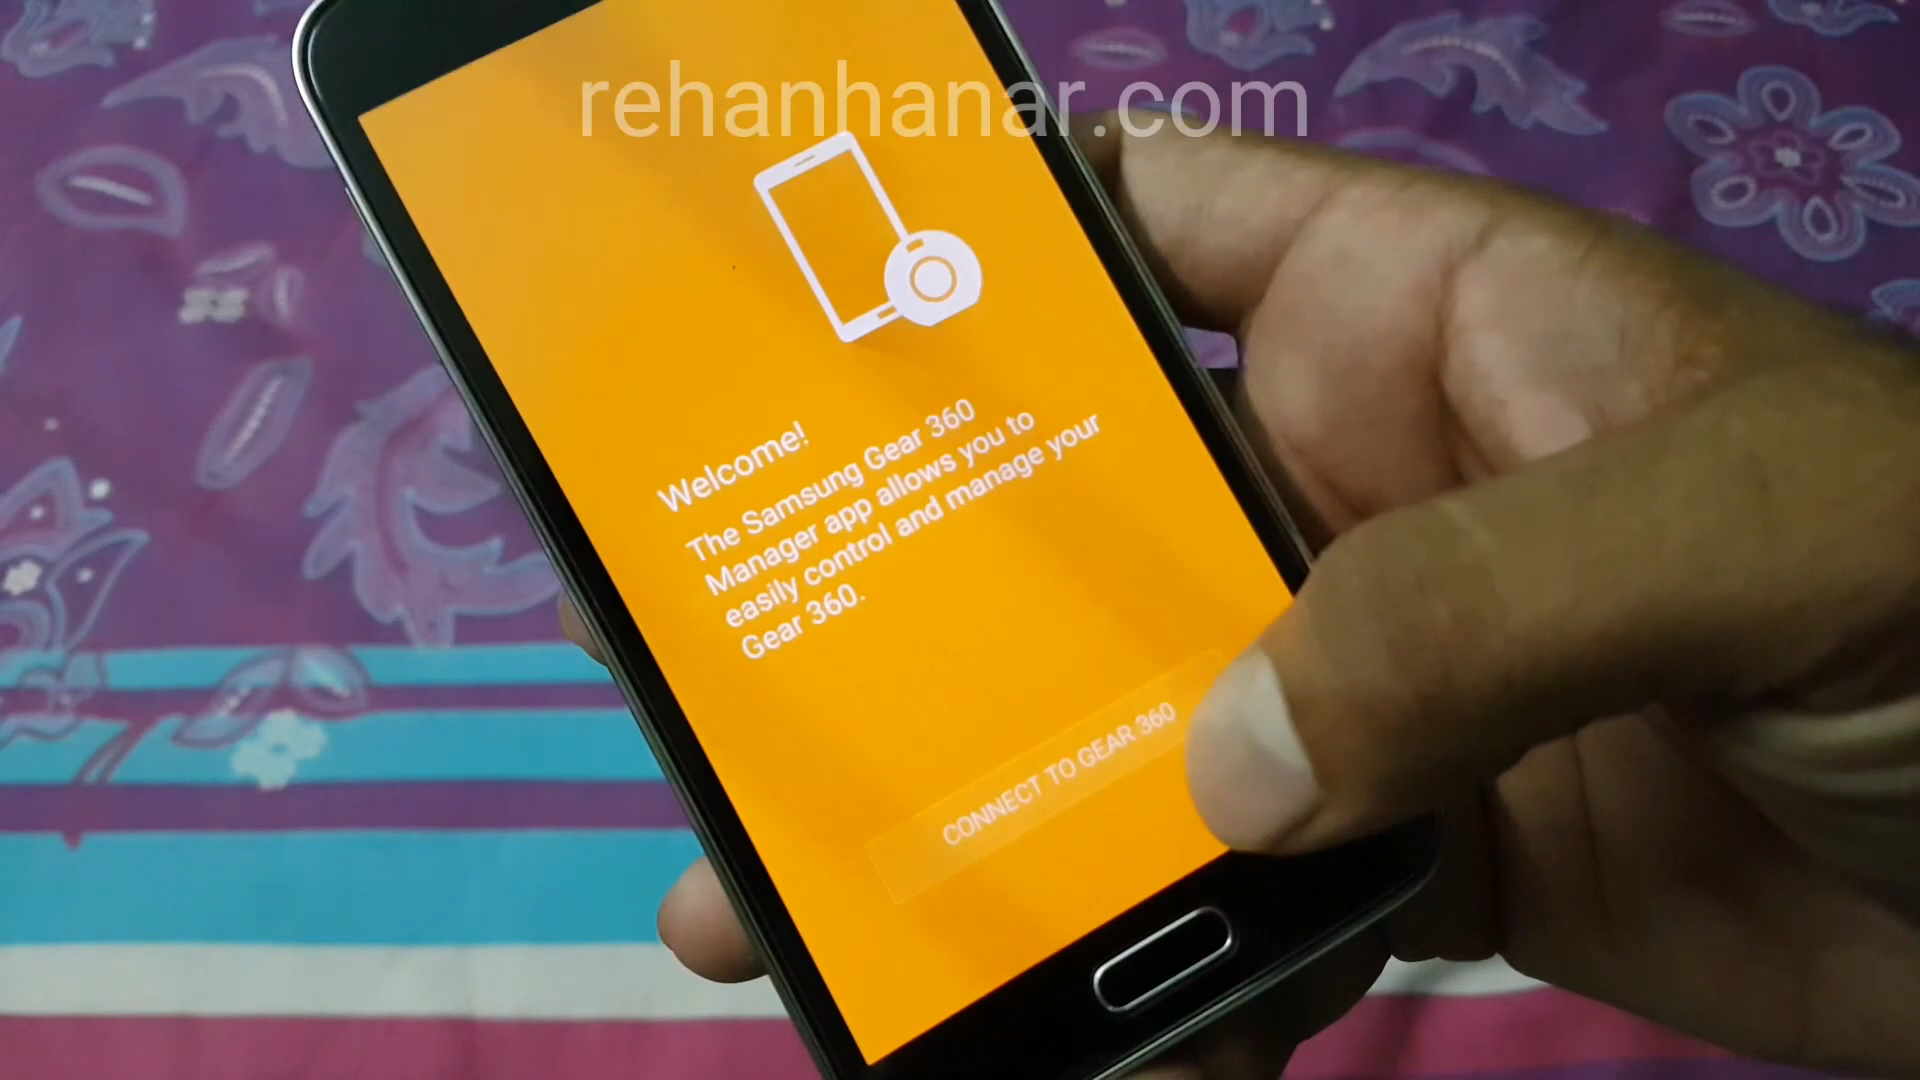 rehanhanar.com
Welcome!
The Samsung Gear 360
Manager app allows you to
easily control and manage your
Gear 360.
CONNECT TO GEAR 360